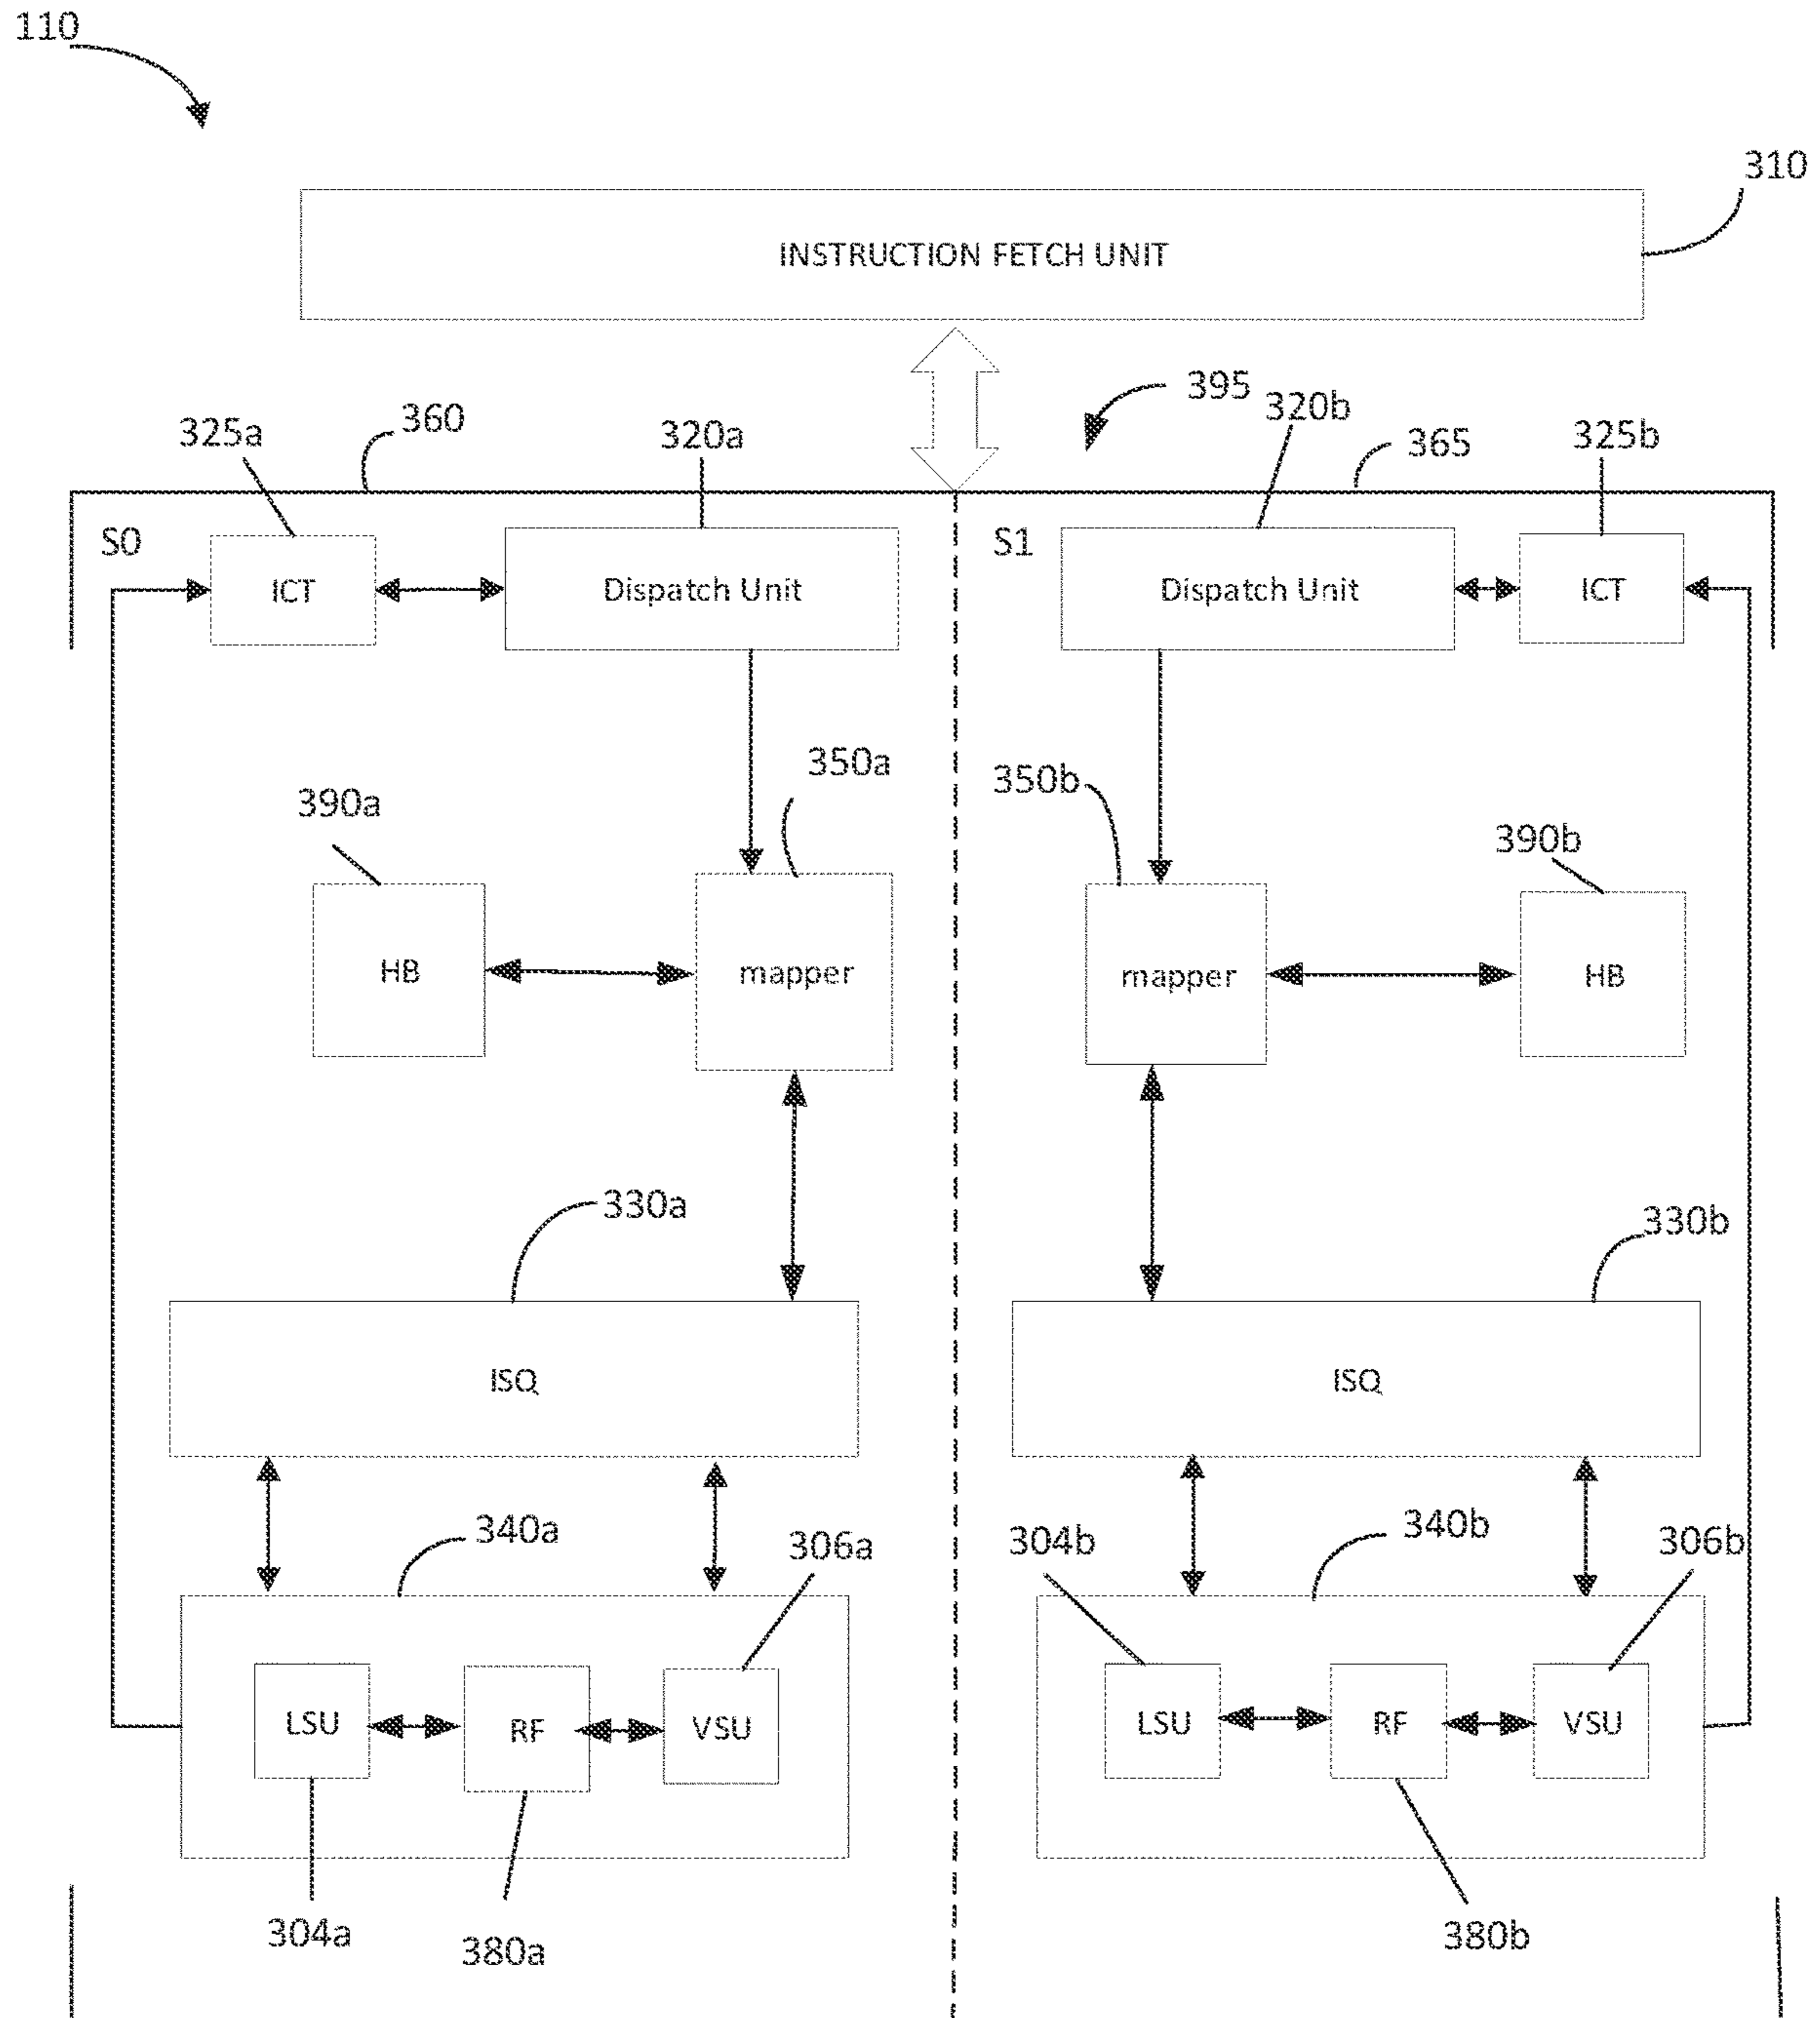 110
310
INSTRUCTION FETCH UNIT
395
320b
360
325a
320a
365
325b
S0
ICT
Dispatch Unit
S1
Dispatch Unit
ICT
350a
350b
390a
390b
HB
mapper
mapper
HB
330a
330b
ISQ
ISQ
340a
306a
304b
340b
306b
LSU
RF
VSU
LSU
RF
VSU
304a
380a
380b